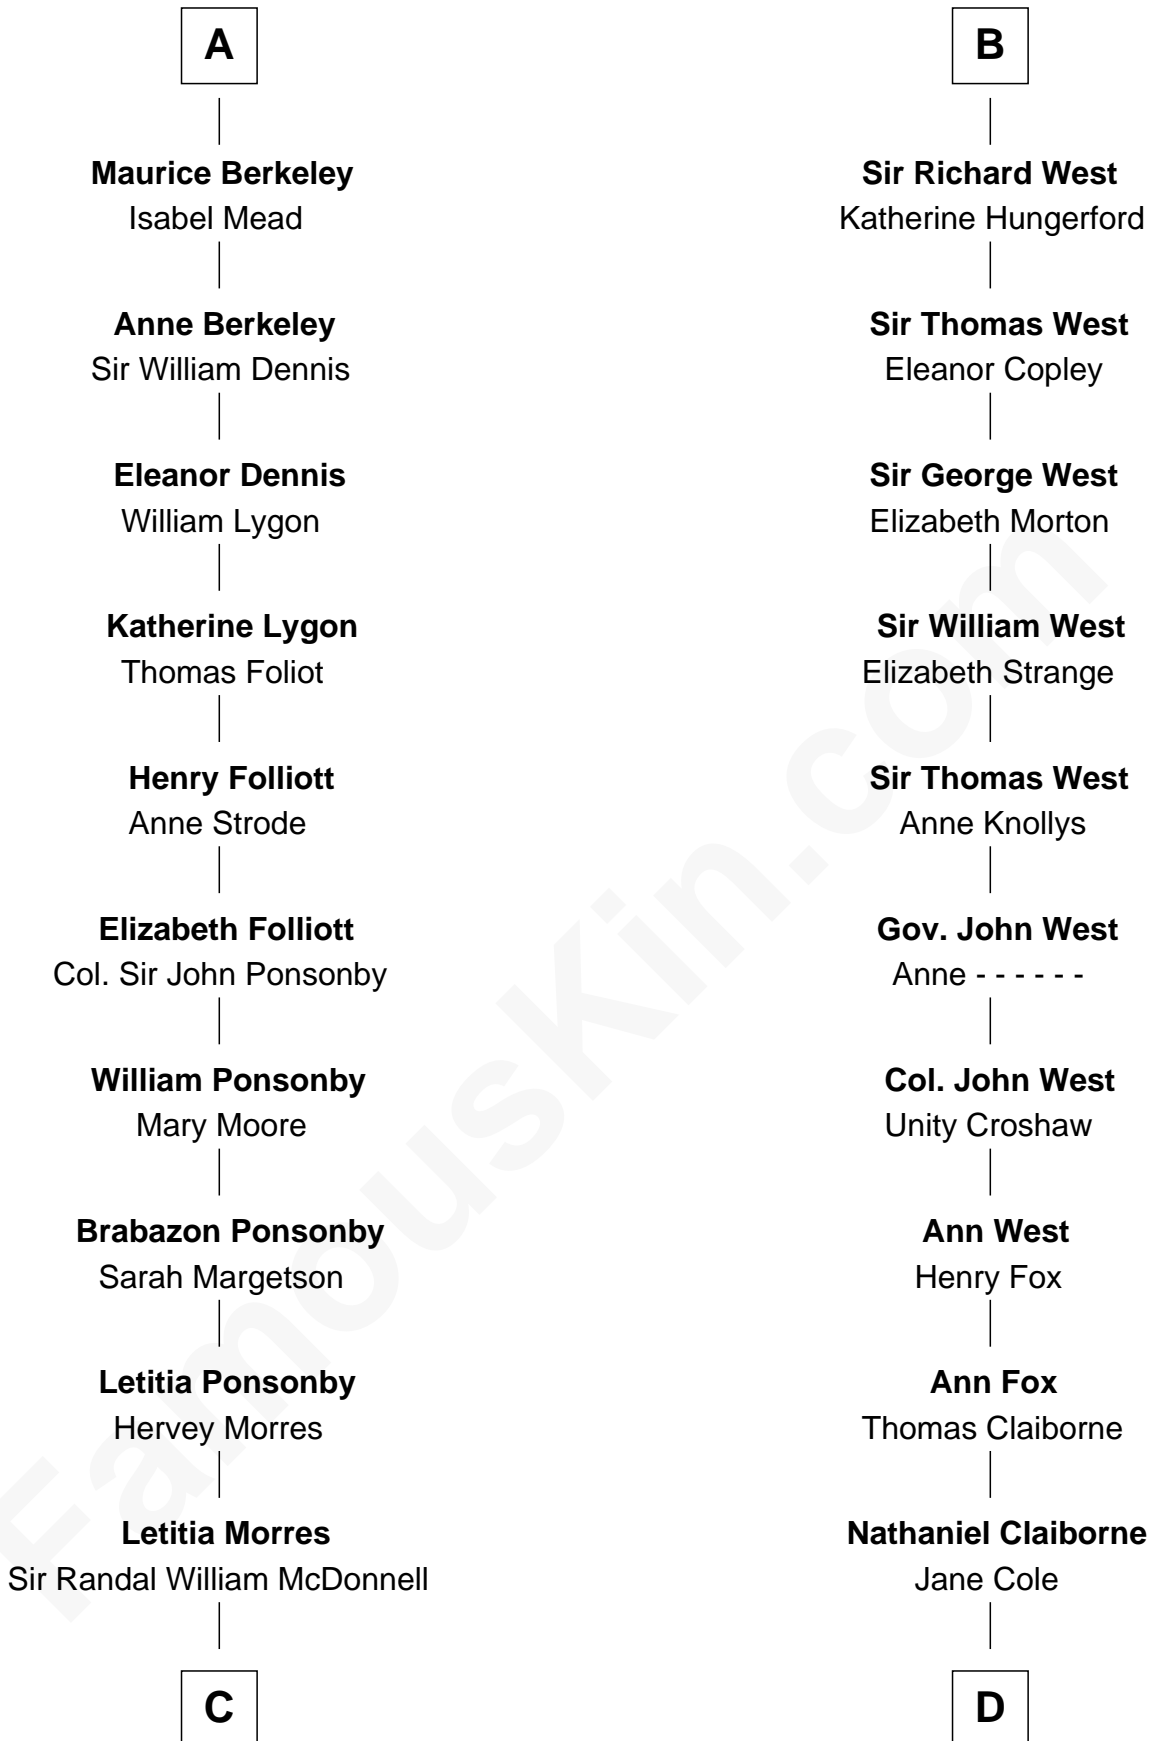 A
Maurice Berkeley
Isabel Mead
Anne Berkeley
Sir William Dennis
Eleanor Dennis
William Lygon
Katherine Lygon
Thomas Foliot
Henry Folliott
Anne Strode
Elizabeth Folliott
Col. Sir John Ponsonby
William Ponsonby
Mary Moore
Brabazon Ponsonby
Sarah Margetson
Letitia Ponsonby
Hervey Morres
Letitia Morres
Sir Randal William McDonnell
C
B
Sir Richard West
Katherine Hungerford
Sir Thomas West
Eleanor Copley
Sir George West
Elizabeth Morton
Sir William West
Elizabeth Strange
Sir Thomas West
Anne Knollys
Gov. John West
Anne - - - - - -
Col. John West
Unity Croshaw
Ann West
Henry Fox
Ann Fox
Thomas Claiborne
Nathaniel Claiborne
Jane Cole
D
FamousKin.com